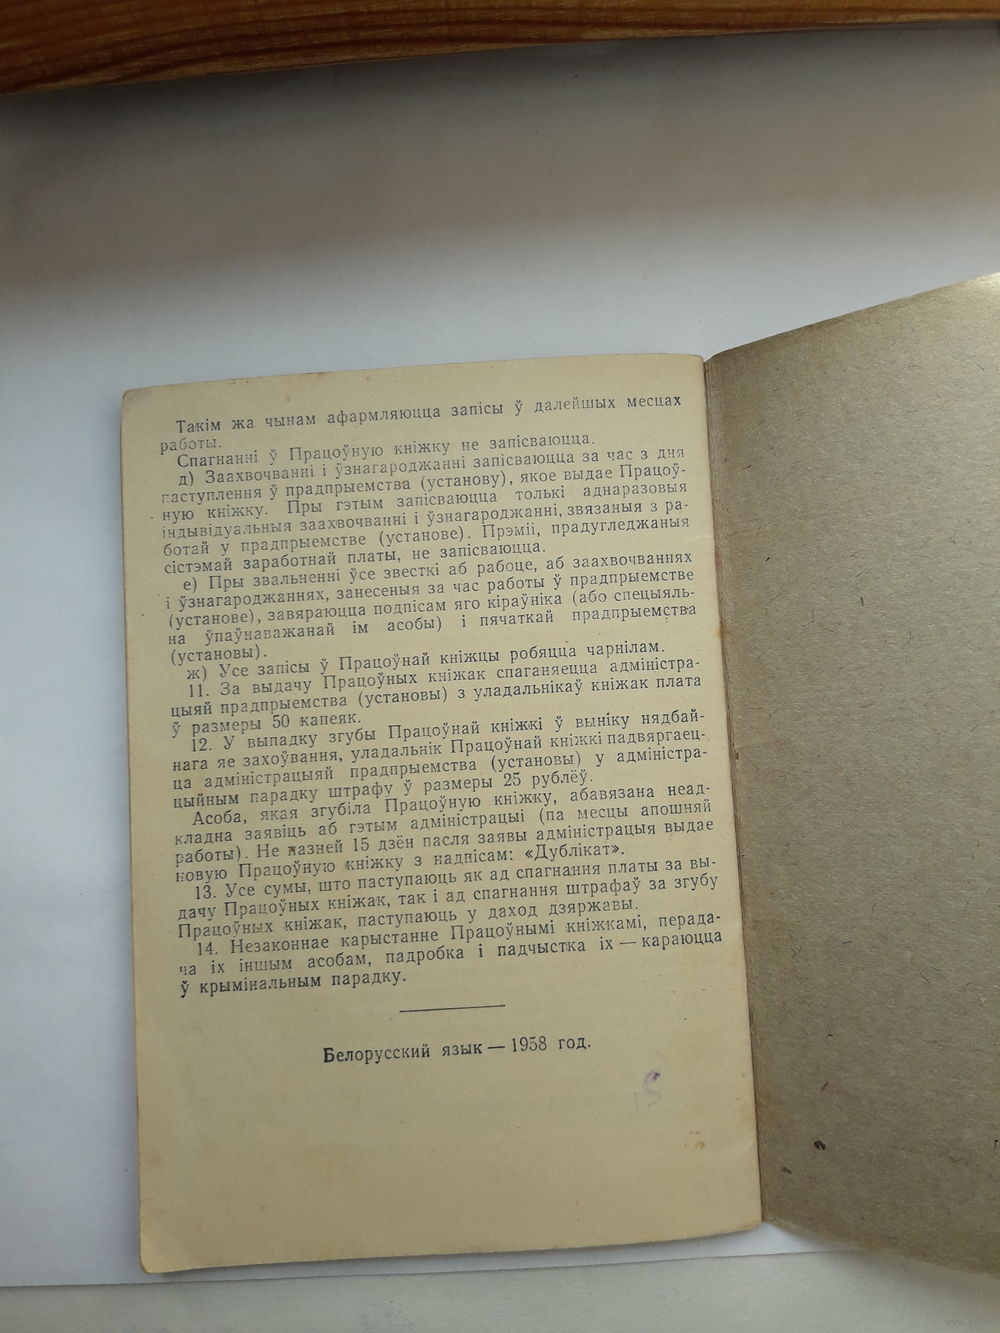 Такім жа чынам афармляюцца запісы ў далейшых месцах
работы.
Спагнанні ў Працоўную кніжку не запісваюцца.
д) Заахвочванні і ўзнагароджанні запісваюцца за час з дня
паступлення ў прадпрыемства (установу), якое выдае Працоў-
ную кніжку. Пры гэтым запісваюцца толькі аднаразовыя
індывідуальныя заахвочванні і ўзнагароджанні, звязаныя з ра-
ботай у прадпрыемстве (установе). Прэміі, прадугледжаныя
сістэмай заработнай платы, не запісваюцца.
е) Пры звальненні ўсе звесткі аб рабоце, аб заахвочваннях
і ўзнагароджаннях, занесеныя за час работы ў прадпрыемстве
(установе), завяраюцца подпісам яго кіраўніка (або спецыяль-
на ўпаўнаважанай ім асобы) і пячаткай прадпрыемства
(установы).
ж) Усе запісы ў Працоўнай кніжцы робяцца чарнілам.
11. За выдачу Працоўных кніжак спаганяецца адміністра-
цыяй прадпрыемства (установы) з уладальнікаў кніжак плата
ў размеры 50 капеяк.
12. У выпадку згубы Працоўнай кніжкі ў выніку нядбай-
нага яе захоўвання, уладальнік Працоўнай кніжкі падвяргаец-
ца адміністрацыяй прадпрыемства (установы) у адміністра-
цыйным парадку штрафу ў размеры 25 рублёў.
Асоба, якая згубіла Працоўную кніжку, абавязана неад-
кладна заявіць аб гэтым адміністрацыі (па месцы апошняй
работы). Не пазней 15 дзён пасля заявы адміністрацыя выдае
новую Працоўную кніжку з надпісам: «Дублікат».
13. Усе сумы, што паступаюць як ад спагнання платы за вы-
дачу Працоўных кніжак, так і ад спагнання штрафаў за згубу
Працоўных кніжак, паступаюць у даход дзяржавы.
14. Незаконнае карыстанне Працоўнымі кніжкамі, перада-
ча іх іншым асобам, падробка і падчыстка іх — караюцца
ў крымінальным парадку.
Белорусский язык — 1958 год.